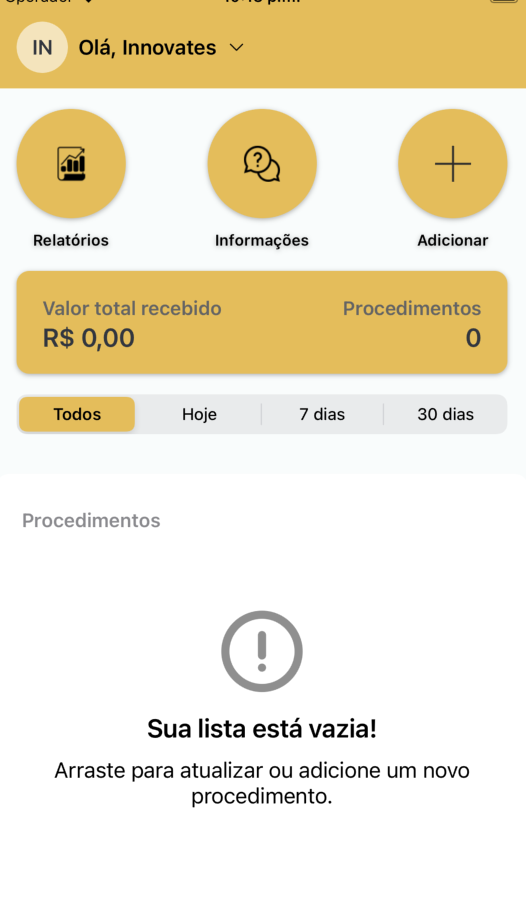 IN
Olá, Innovates
Relatórios
Informações
Adicionar
Valor total recebido
Procedimentos
R$ 0,00
0
Todos
Hoje
7 dias
30 dias
Procedimentos
Sua lista está vazia!
Arraste para atualizar ou adicione um novo
procedimento.